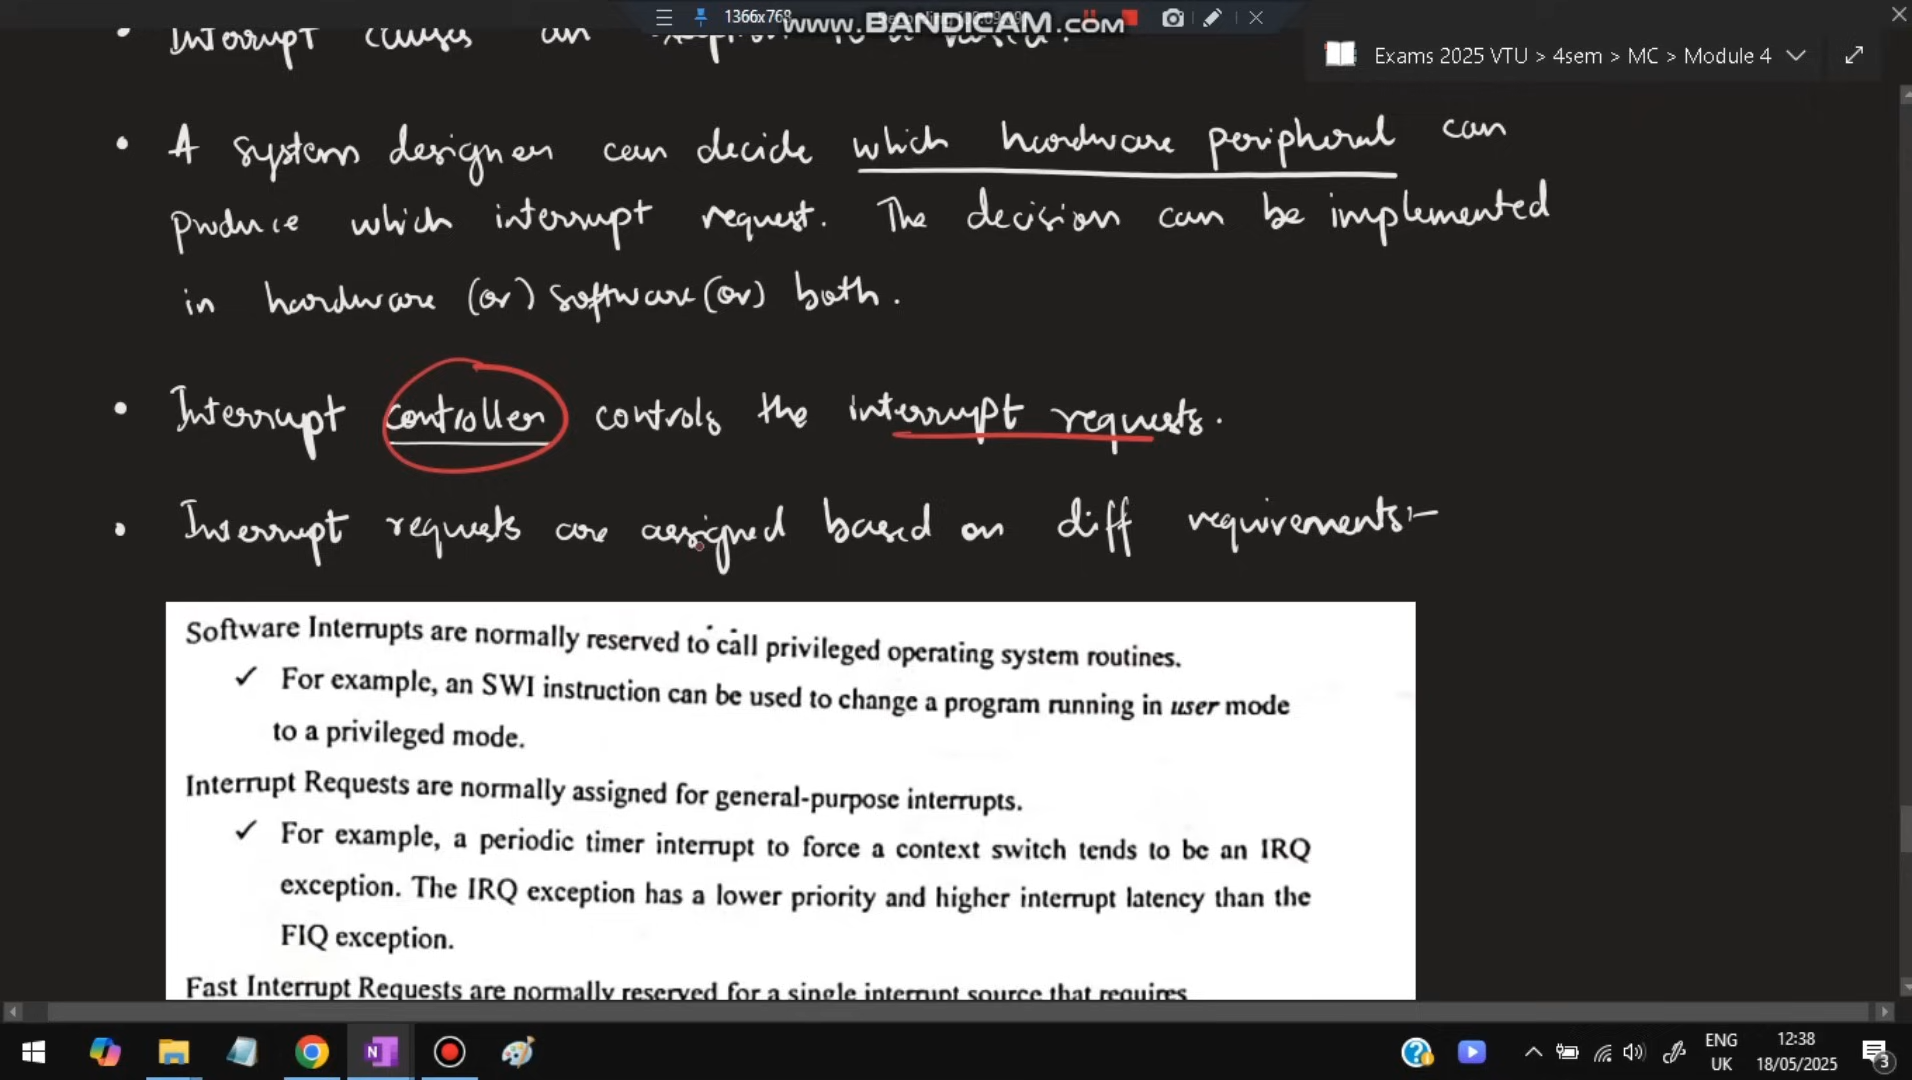 1366x768
www.BANDICAM.com
Exams 2025 VTU > 4sem > MC > Module 4
• Interrupt causes an
• A system designer can decide which hardware peripheral can
produce which interrupt request. The decision can be implemented
in hardware (or) software (or) both.
• Interrupt controller controls the interrupt requests.
• Interrupt requests are assigned based on diff requirements:-
Software Interrupts are normally reserved to call privileged operating system routines.
✓ For example, an SWI instruction can be used to change a program running in user mode
to a privileged mode.
Interrupt Requests are normally assigned for general-purpose interrupts.
✓ For example, a periodic timer interrupt to force a context switch tends to be an IRQ
exception. The IRQ exception has a lower priority and higher interrupt latency than the
FIQ exception.
Fast Interrupt Requests are normally reserved for a single interrupt source that requires
ENG
12:38
UK
18/05/2025
3